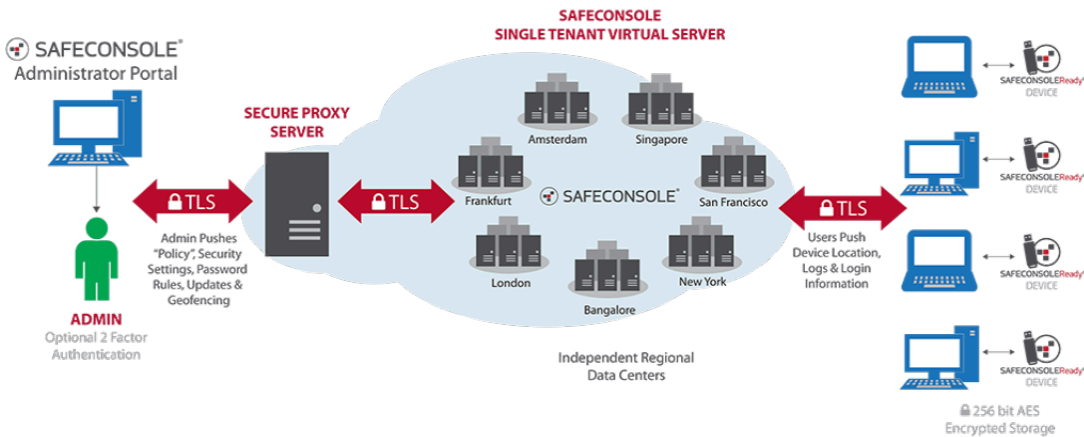 SAFECONSOLE®
Administrator Portal
ADMIN
Optional 2 Factor
Authentication
TLS
Admin Pushes
"Policy", Security
Settings, Password
Rules, Updates &
Geofencing
SECURE PROXY
SERVER
TLS
SAFECONSOLE
SINGLE TENANT VIRTUAL SERVER
Amsterdam
Singapore
Frankfurt
SAFECONSOLE®
San Francisco
London
Bangalore
New York
Independent Regional
Data Centers
TLS
Users Push
Device Location,
Logs & Login
Information
SAFECONSOLEReady®
DEVICE
SAFECONSOLEReady®
DEVICE
SAFECONSOLEReady®
DEVICE
SAFECONSOLEReady®
DEVICE
256 bit AES
Encrypted Storage